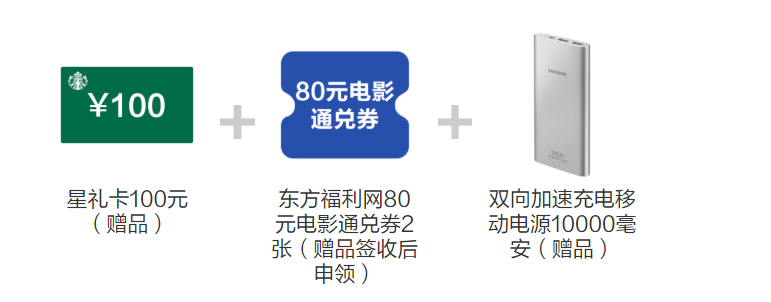 ¥100
80元电影
通兑券
SAMSUNG
星礼卡100元
（赠品）
东方福利网80
元电影通兑券2
张（赠品签收后
申领）
双向加速充电移
动电源10000毫
安（赠品）